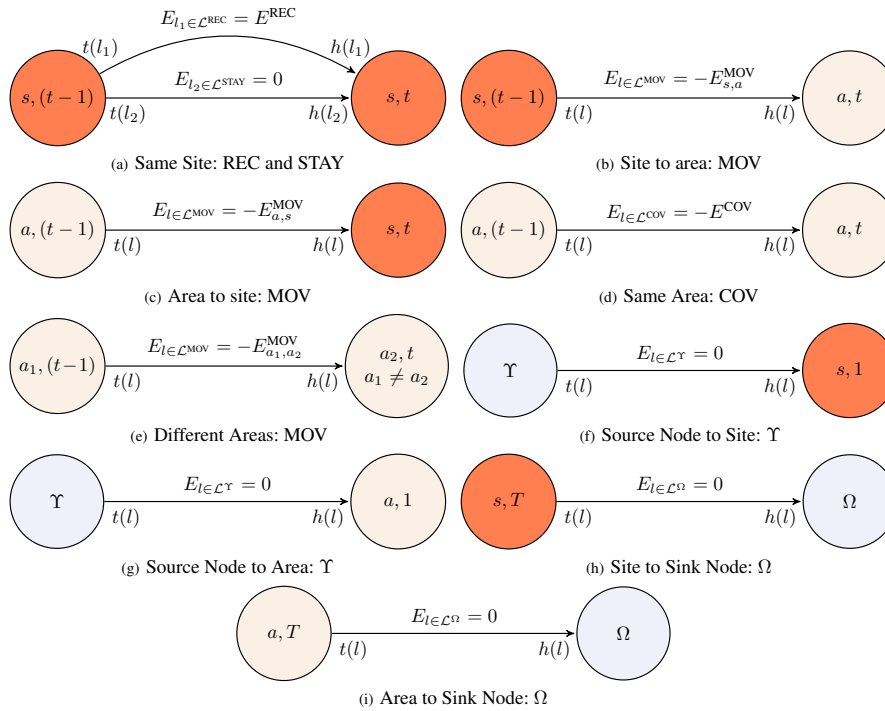 E_{l_1∈𝓛^{REC}} = E^{REC}
t(l_1) h(l_1)
s,(t−1) E_{l_2∈𝓛^{STAY}} = 0 s,t
t(l_2) h(l_2)
(a) Same Site: REC and STAY
s,(t−1) E_{l∈𝓛^{MOV}} = −E^{MOV}_{s,a} a,t
t(l) h(l)
(b) Site to area: MOV
a,(t−1) E_{l∈𝓛^{MOV}} = −E^{MOV}_{a,s} s,t
t(l) h(l)
(c) Area to site: MOV
a,(t−1) E_{l∈𝓛^{COV}} = −E^{COV} a,t
t(l) h(l)
(d) Same Area: COV
a_1,(t−1) E_{l∈𝓛^{MOV}} = −E^{MOV}_{a_1,a_2} a_2,t
a_1 ≠ a_2
t(l) h(l)
(e) Different Areas: MOV
Υ E_{l∈𝓛^Υ} = 0 s,1
t(l) h(l)
(f) Source Node to Site: Υ
Υ E_{l∈𝓛^Υ} = 0 a,1
t(l) h(l)
(g) Source Node to Area: Υ
s,T E_{l∈𝓛^Ω} = 0 Ω
t(l) h(l)
(h) Site to Sink Node: Ω
a,T E_{l∈𝓛^Ω} = 0 Ω
t(l) h(l)
(i) Area to Sink Node: Ω